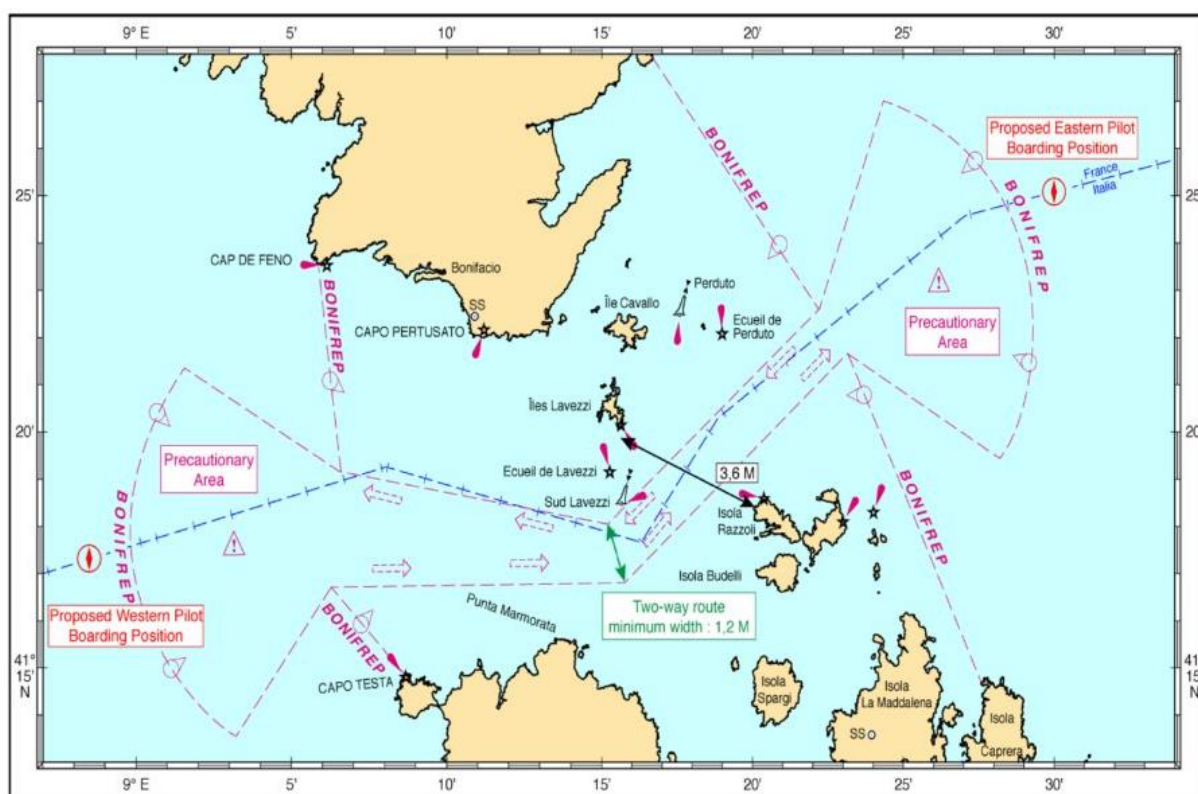 9° E 5' 10' 15' 20' 25' 30'
Proposed Eastern Pilot
Boarding Position
BONIFREP
France
Italia
25'
25'
BONIFREP
CAP DE FENO
Bonifacio
Perduto
SS
Île Cavallo
Ecueil de
Perduto
Precautionary
Area
BONIFREP
CAPO PERTUSATO
Îles Lavezzi
20'
20'
Precautionary
Area
Ecueil de Lavezzi
3,6 M
Sud Lavezzi
Isola
Razzoli
BONIFREP
BONIFREP
Isola Budelli
Proposed Western Pilot
Boarding Position
Punta Marmorata
Two-way route
minimum width : 1,2 M
BONIFREP
CAPO TESTA
41°
15'
N
41°
15'
N
Isola
Spargi
Isola
La Maddalena
SS
Isola
Caprera
9° E 5' 10' 15' 20' 25' 30'